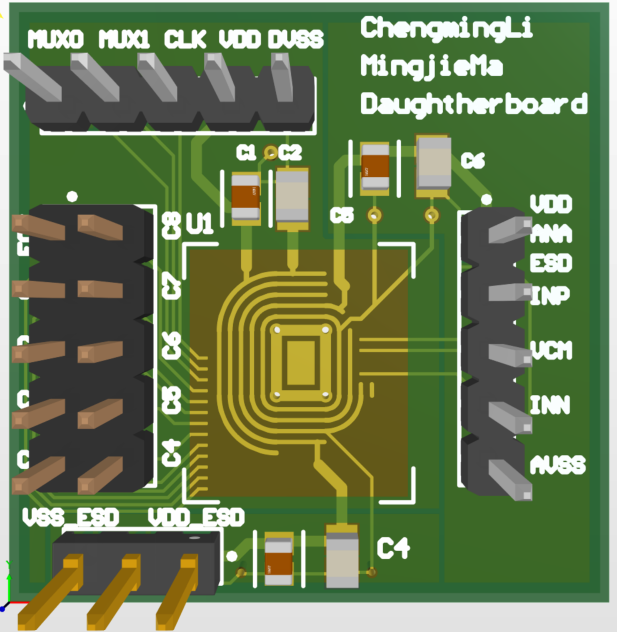 ChengmingLi
MingjieMa
Daughtherboard
MUX0 MUX1 CLK VDD DVSS
C1 C2
C6
C5
U1
C8
C7
C6
C5
C4
VDD
ANA
ESD
INP
VCM
INN
AVSS
VSS_ESD VDD_ESD
C4